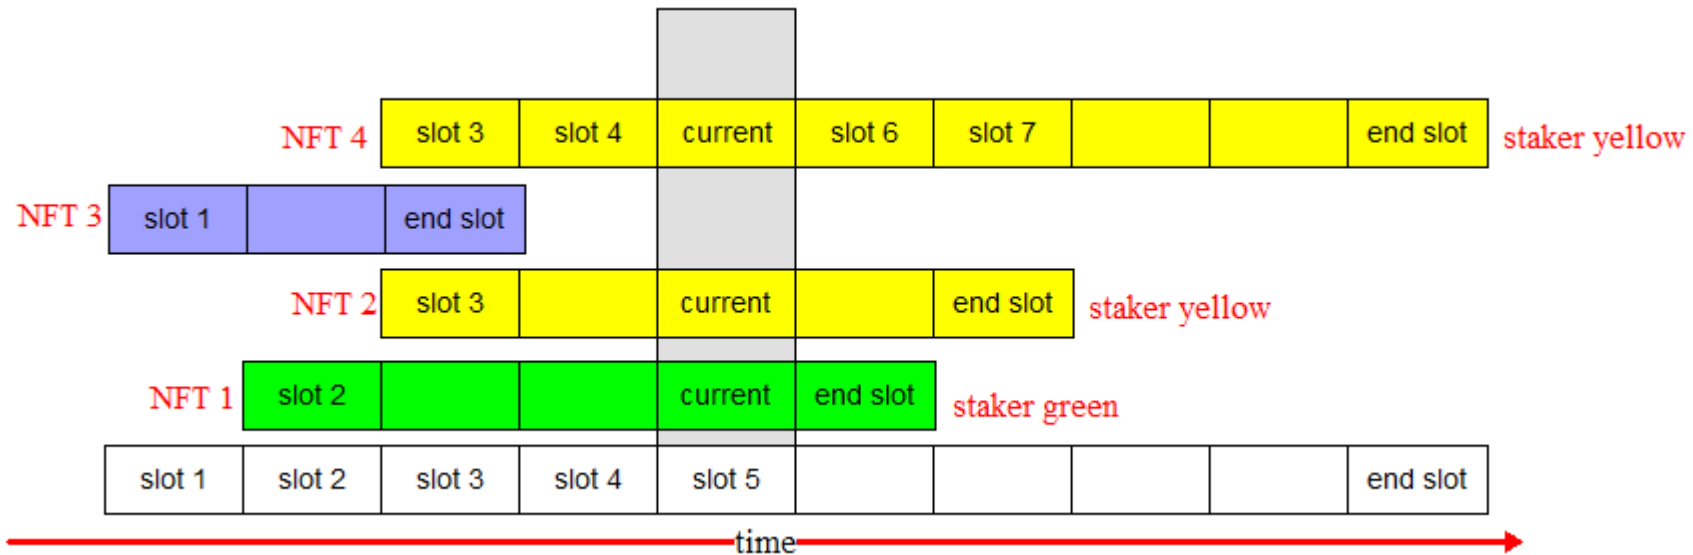 NFT 4 slot 3 slot 4 current slot 6 slot 7 end slot staker yellow
NFT 3 slot 1 end slot
NFT 2 slot 3 current end slot staker yellow
NFT 1 slot 2 current end slot staker green
slot 1 slot 2 slot 3 slot 4 slot 5 end slot
time